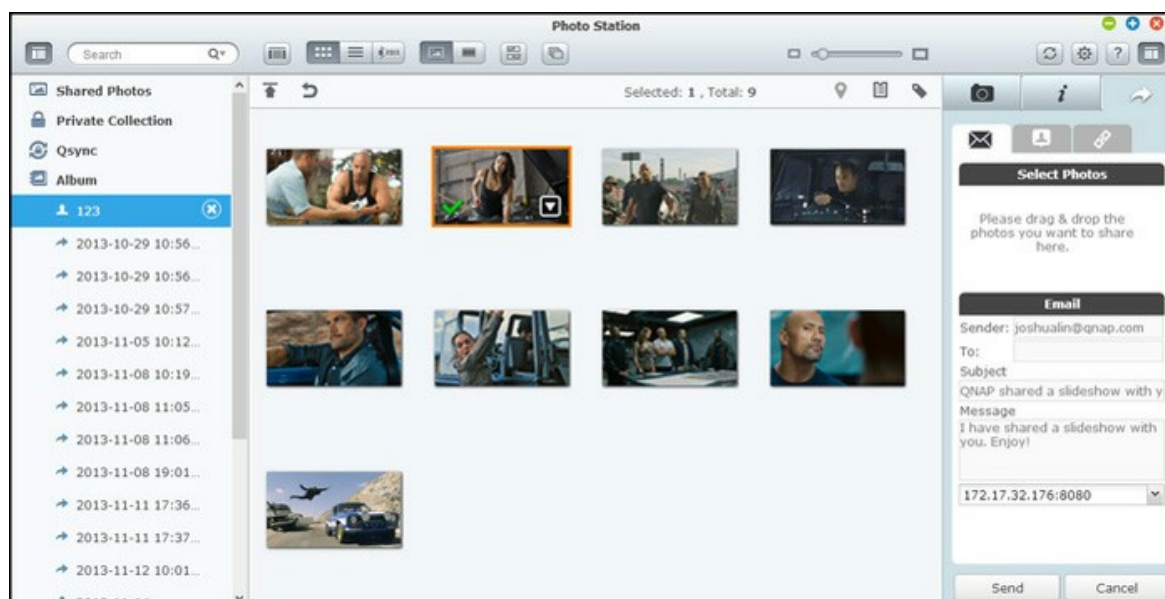 Photo Station
Search
Selected: 1 , Total: 9
Shared Photos
Private Collection
Qsync
Album
123
2013-10-29 10:56...
2013-10-29 10:56...
2013-10-29 10:57...
2013-11-05 10:12...
2013-11-08 10:19...
2013-11-08 11:05...
2013-11-08 11:06...
2013-11-08 19:01...
2013-11-11 17:36...
2013-11-11 17:37...
2013-11-12 10:01...
Select Photos
Please drag & drop the
photos you want to share
here.
Email
Sender: joshualin@qnap.com
To:
Subject
QNAP shared a slideshow with y
Message
I have shared a slideshow with
you. Enjoy!
172.17.32.176:8080
Send Cancel